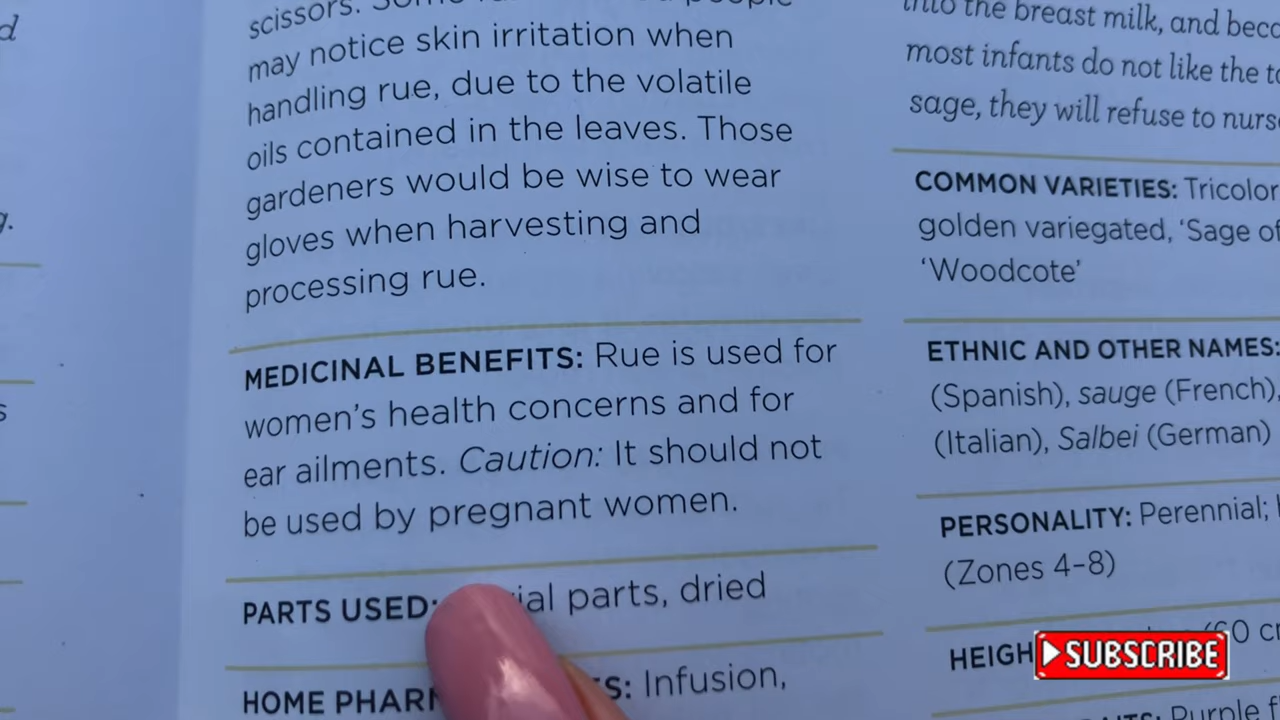 d
g.
s
scissors.
may notice skin irritation when
handling rue, due to the volatile
oils contained in the leaves. Those
gardeners would be wise to wear
gloves when harvesting and
processing rue.
MEDICINAL BENEFITS: Rue is used for
women's health concerns and for
ear ailments. Caution: It should not
be used by pregnant women.
PARTS USED: parts, dried
HOME Infusion,
into the breast milk, and
most infants do not like the
sage, they will refuse to
COMMON VARIETIES: Tricolor
golden variegated, 'Sage of
'Woodcote'
ETHNIC AND OTHER NAMES:
(Spanish), sauge (French),
(Italian), Salbei (German)
PERSONALITY: Perennial;
(Zones 4–8)
Purple
SUBSCRIBE